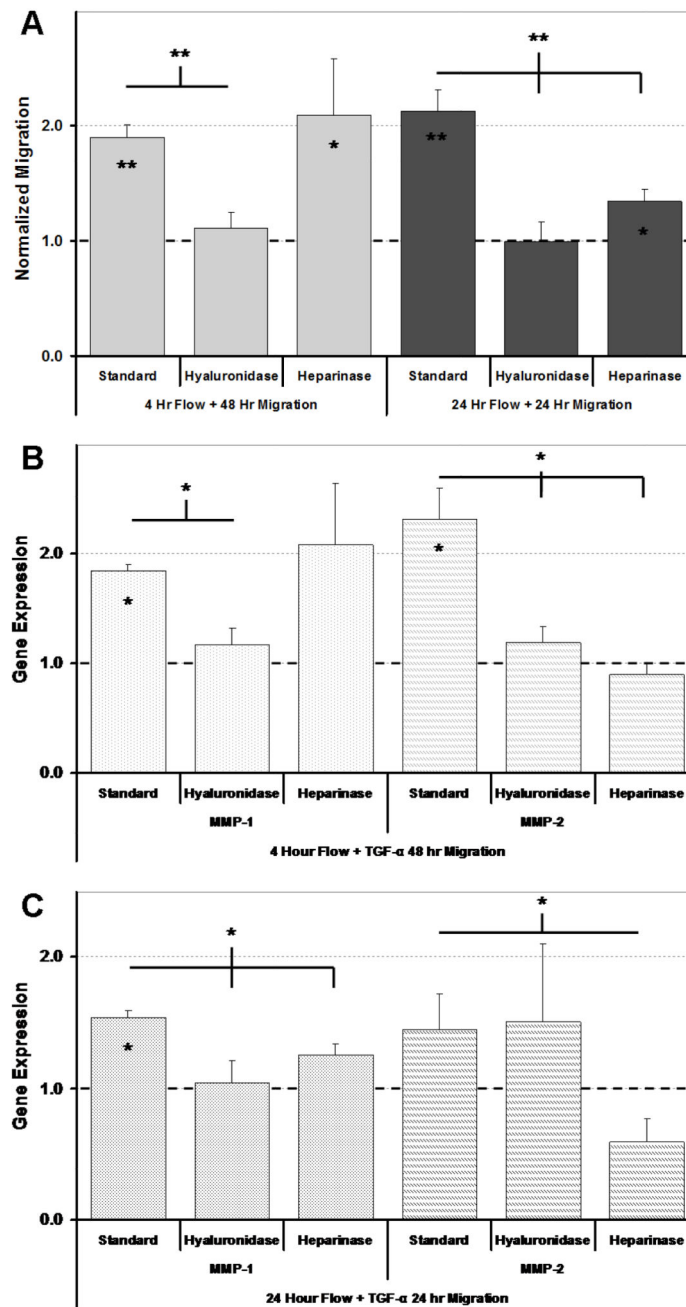 A
** **
2.0
** * **
Normalized Migration
1.0
*
0.0
Standard Hyaluronidase Heparinase Standard Hyaluronidase Heparinase
4 Hr Flow + 48 Hr Migration 24 Hr Flow + 24 Hr Migration
B
* *
2.0
* *
Gene Expression
1.0
0.0
Standard Hyaluronidase Heparinase Standard Hyaluronidase Heparinase
MMP-1 MMP-2
4 Hour Flow + TGF-α 48 hr Migration
C
* *
2.0
*
Gene Expression
1.0
0.0
Standard Hyaluronidase Heparinase Standard Hyaluronidase Heparinase
MMP-1 MMP-2
24 Hour Flow + TGF-α 24 hr Migration